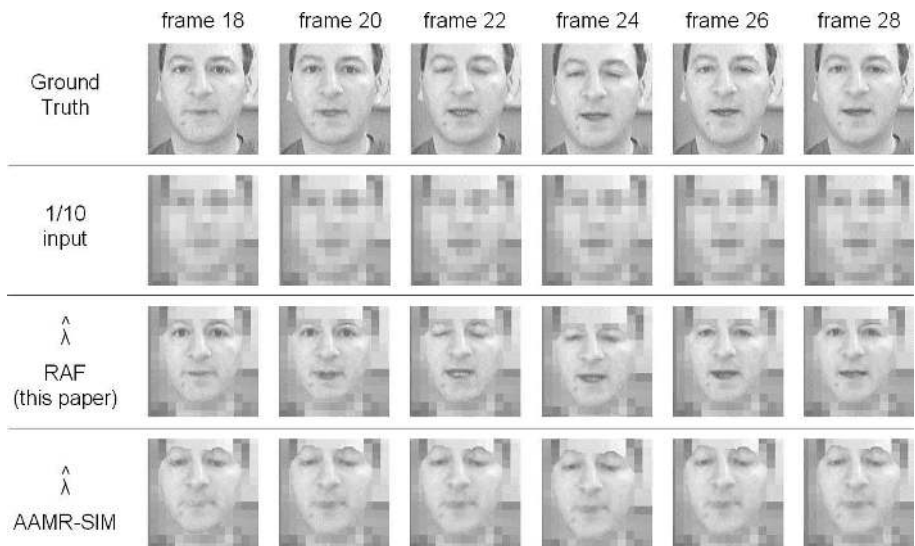 frame 18 frame 20 frame 22 frame 24 frame 26 frame 28
Ground
Truth
1/10
input
^
λ
RAF
(this paper)
^
λ
AAMR-SIM